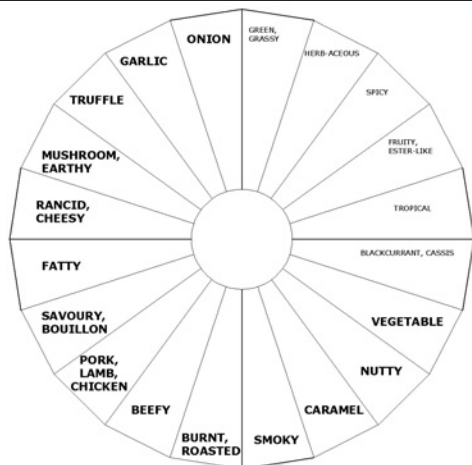 ONION
GREEN,
GRASSY
HERB-ACEOUS
SPICY
FRUITY,
ESTER-LIKE
TROPICAL
BLACKCURRANT, CASSIS
VEGETABLE
NUTTY
CARAMEL
SMOKY
BURNT,
ROASTED
BEEFY
PORK,
LAMB,
CHICKEN
SAVOURY,
BOUILLON
FATTY
RANCID,
CHEESY
MUSHROOM,
EARTHY
TRUFFLE
GARLIC